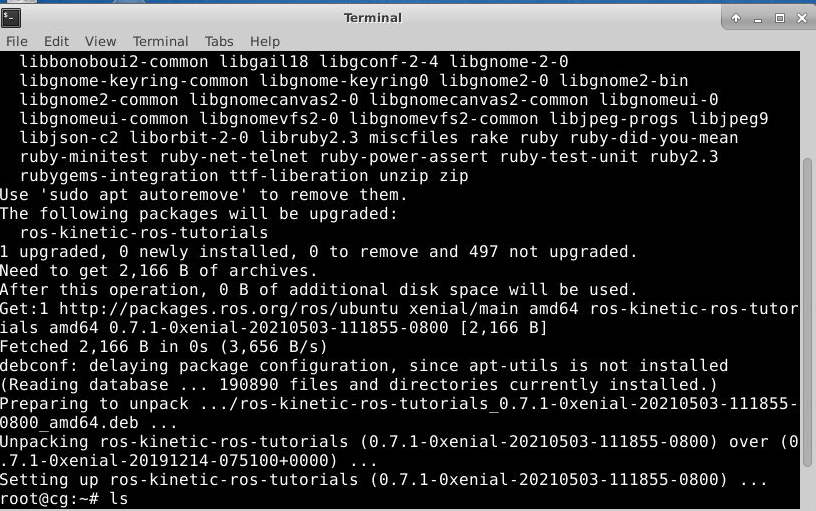 Terminal
File Edit View Terminal Tabs Help
libbonoboui2-common libgail18 libgconf-2-4 libgnome-2-0
libgnome-keyring-common libgnome-keyring0 libgnome2-0 libgnome2-bin
libgnome2-common libgnomecanvas2-0 libgnomecanvas2-common libgnomeui-0
libgnomeui-common libgnomevfs2-0 libgnomevfs2-common libjpeg-progs libjpeg9
libjson-c2 liborbit-2-0 libruby2.3 miscfiles rake ruby ruby-did-you-mean
ruby-minitest ruby-net-telnet ruby-power-assert ruby-test-unit ruby2.3
rubygems-integration ttf-liberation unzip zip
Use 'sudo apt autoremove' to remove them.
The following packages will be upgraded:
ros-kinetic-ros-tutorials
1 upgraded, 0 newly installed, 0 to remove and 497 not upgraded.
Need to get 2,166 B of archives.
After this operation, 0 B of additional disk space will be used.
Get:1 http://packages.ros.org/ros/ubuntu xenial/main amd64 ros-kinetic-ros-tutor
ials amd64 0.7.1-0xenial-20210503-111855-0800 [2,166 B]
Fetched 2,166 B in 0s (3,656 B/s)
debconf: delaying package configuration, since apt-utils is not installed
(Reading database ... 190890 files and directories currently installed.)
Preparing to unpack .../ros-kinetic-ros-tutorials_0.7.1-0xenial-20210503-111855-
0800_amd64.deb ...
Unpacking ros-kinetic-ros-tutorials (0.7.1-0xenial-20210503-111855-0800) over (0
.7.1-0xenial-20191214-075100+0000) ...
Setting up ros-kinetic-ros-tutorials (0.7.1-0xenial-20210503-111855-0800) ...
root@cg:~# ls